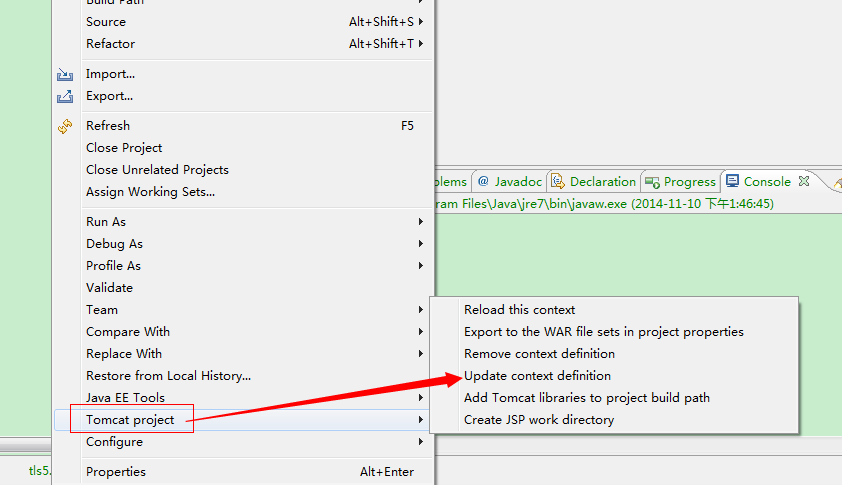 Build Path
Source Alt+Shift+S
Refactor Alt+Shift+T
Import...
Export...
Refresh F5
Close Project
Close Unrelated Projects
Assign Working Sets...
blems @ Javadoc Declaration Progress Console
ram Files\Java\jre7\bin\javaw.exe (2014-11-10 下午1:46:45)
Run As
Debug As
Profile As
Validate
Team
Compare With
Replace With
Restore from Local History...
Java EE Tools
Tomcat project
Configure
Properties Alt+Enter
Reload this context
Export to the WAR file sets in project properties
Remove context definition
Update context definition
Add Tomcat libraries to project build path
Create JSP work directory
tls5.